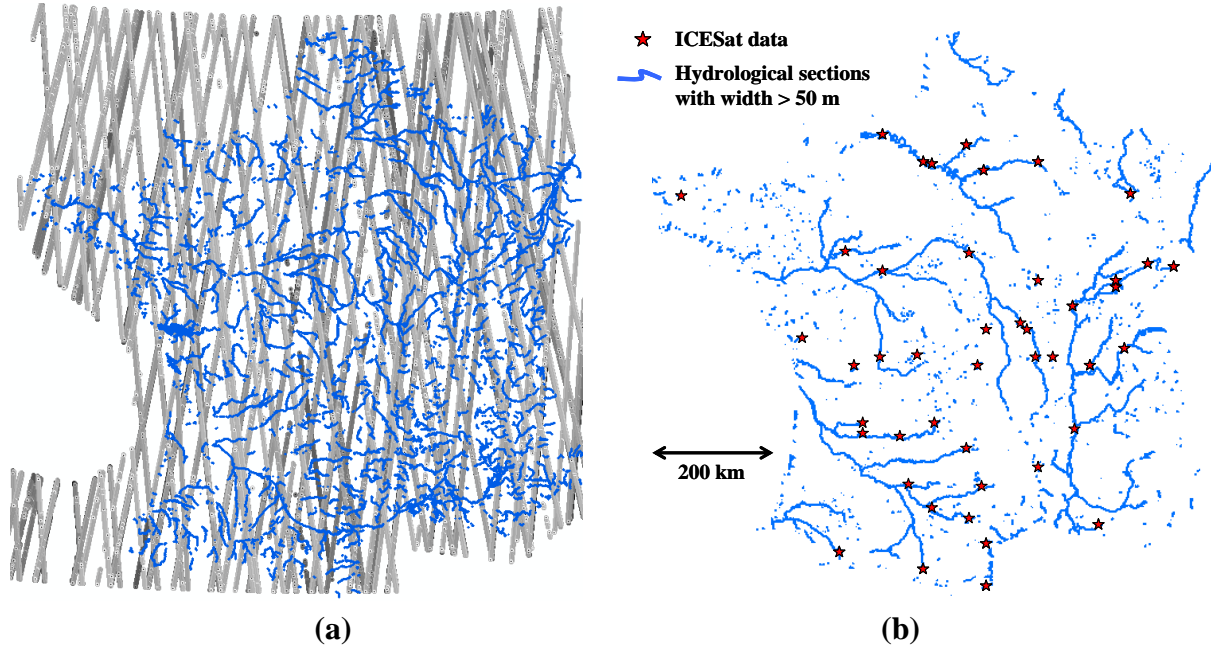 ICESat data
Hydrological sections
with width > 50 m
200 km
(a)
(b)